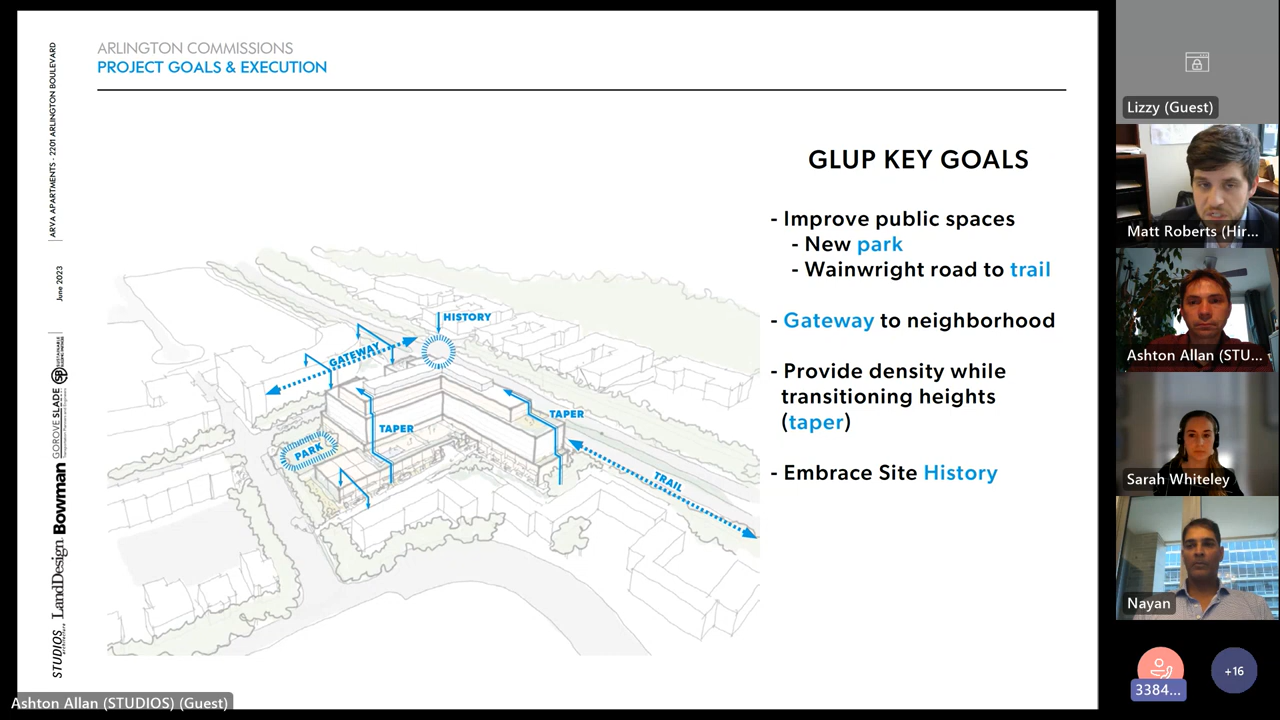 ARLINGTON COMMISSIONS
PROJECT GOALS & EXECUTION
ARVA APARTMENTS - 2201 ARLINGTON BOULEVARD
June 2023
GOROVE SLADE
Bowman
LandDesign
STUDIOS
architecture
GLUP KEY GOALS
- Improve public spaces
- New park
- Wainwright road to trail
- Gateway to neighborhood
- Provide density while
transitioning heights
(taper)
- Embrace Site History
HISTORY
GATEWAY
TAPER
TAPER
PARK
TRAIL
Lizzy (Guest)
Matt Roberts (Hir...
Ashton Allan (STU...
Sarah Whiteley
Nayan
3384...
+16
Ashton Allan (STUDIOS) (Guest)